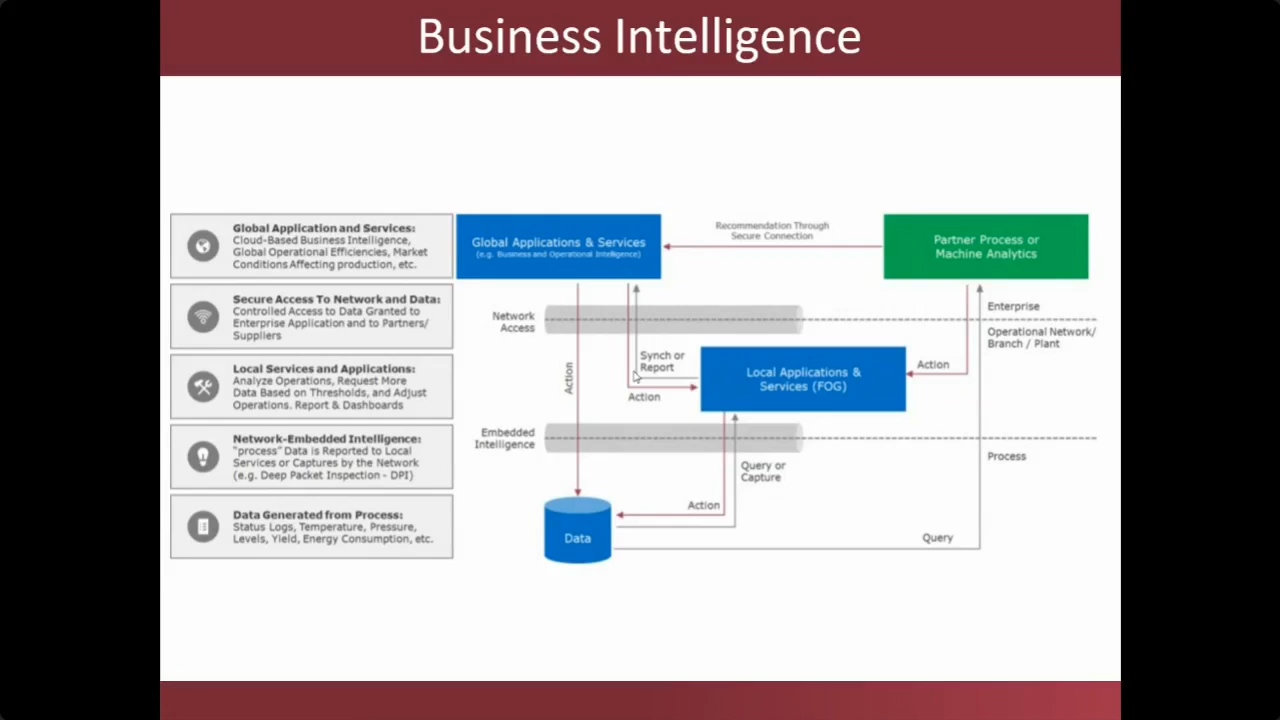 Business Intelligence
Global Application and Services:
Cloud-Based Business Intelligence,
Global Operational Efficiencies, Market
Conditions Affecting production, etc.
Secure Access To Network and Data:
Controlled Access to Data Granted to
Enterprise Application and to Partners/
Suppliers
Local Services and Applications:
Analyze Operations, Request More
Data Based on Thresholds, and Adjust
Operations. Report & Dashboards
Network-Embedded Intelligence:
"process" Data is Reported to Local
Services or Captures by the Network
(e.g. Deep Packet Inspection - DPI)
Data Generated from Process:
Status Logs, Temperature, Pressure,
Levels, Yield, Energy Consumption, etc.
Global Applications & Services
(e.g. Business and Operational Intelligence)
Recommendation Through
Secure Connection
Partner Process or
Machine Analytics
Network
Access
Enterprise
Operational Network/
Branch / Plant
Action
Synch or
Report
Action
Local Applications &
Services (FOG)
Action
Embedded
Intelligence
Query or
Capture
Process
Action
Data
Query